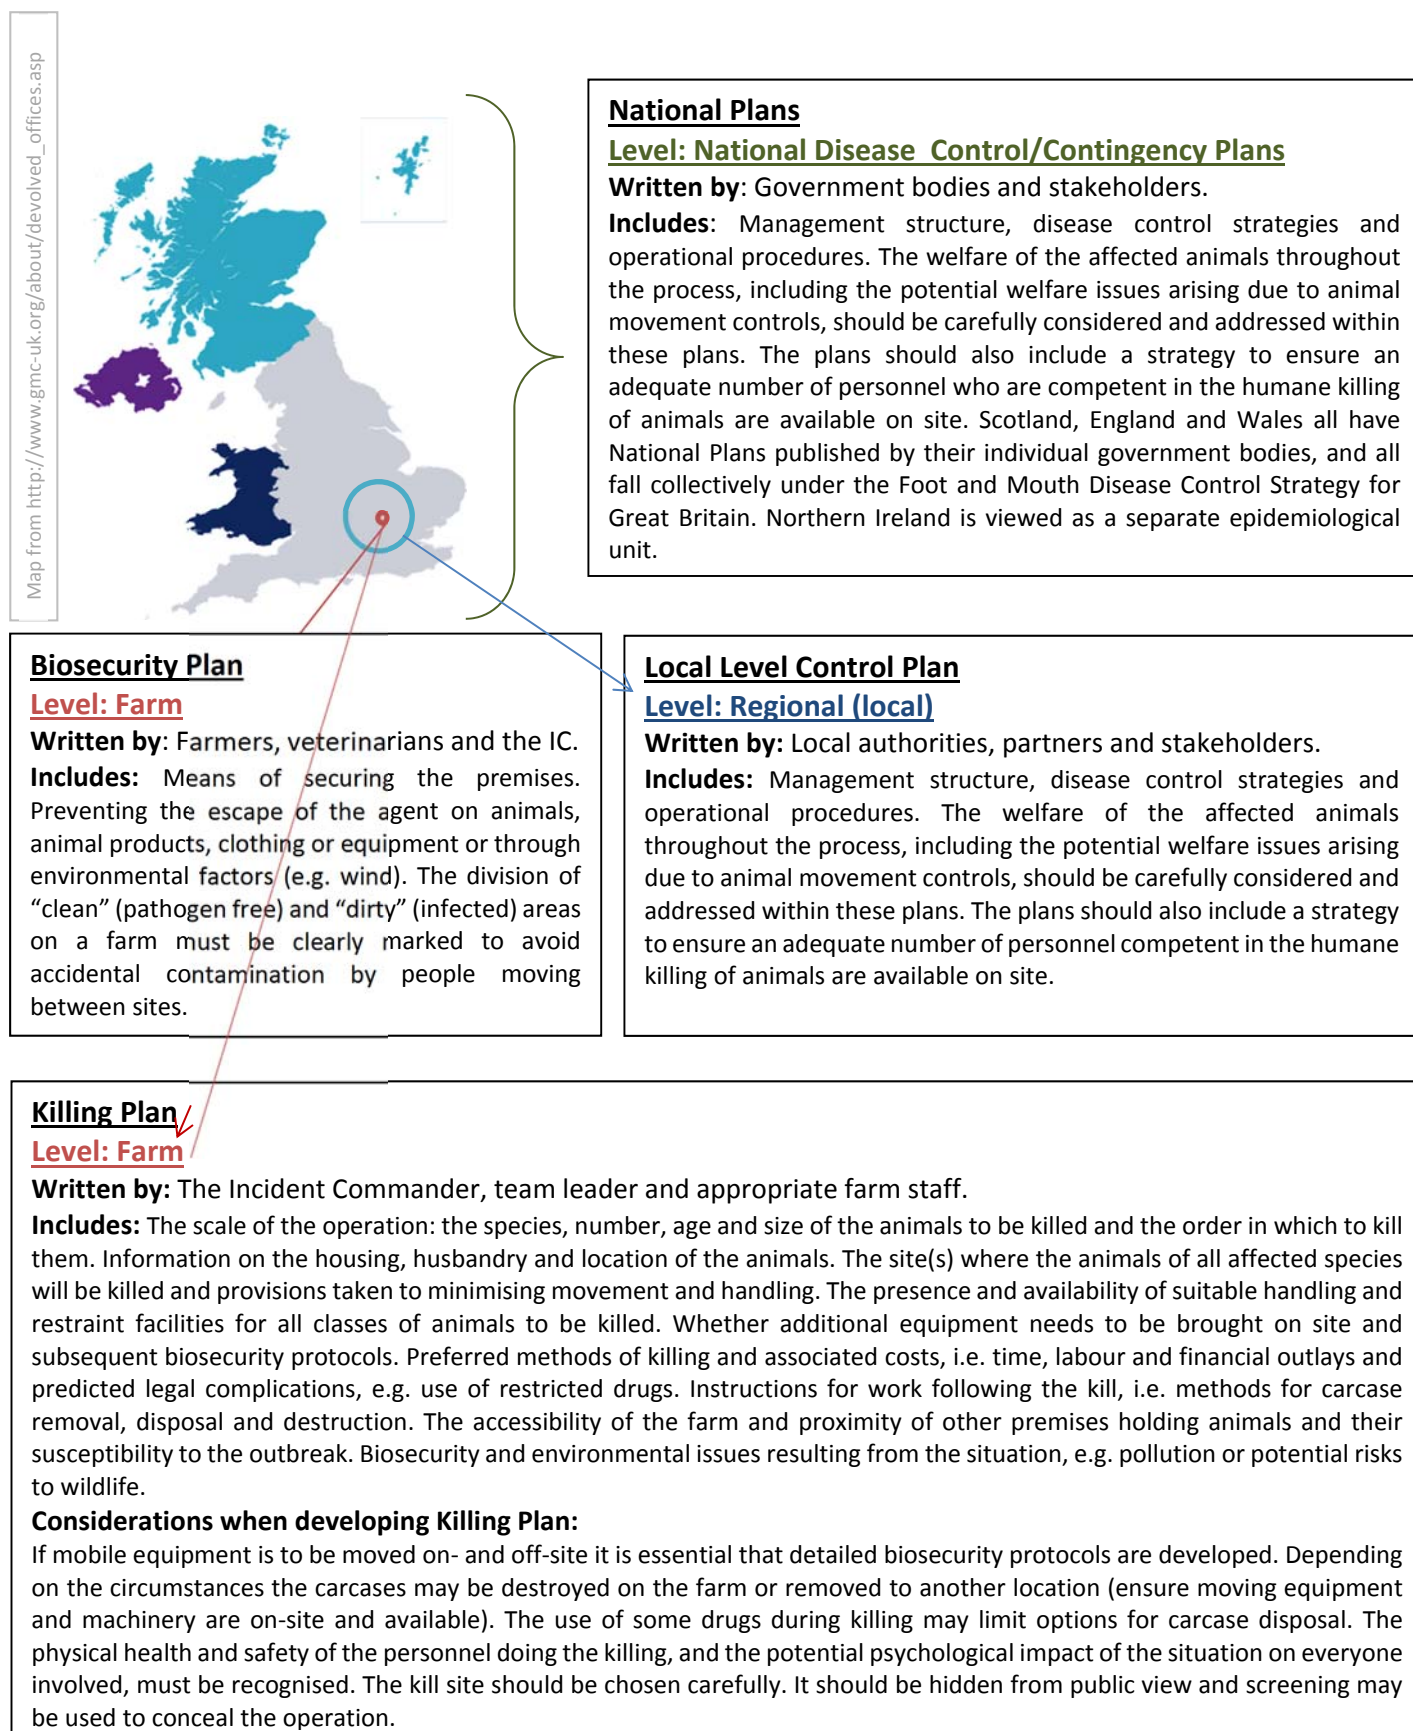 Map from http://www.gmc-uk.org/about/devolved_offices.asp
National Plans
Level: National Disease Control/Contingency Plans
Written by: Government bodies and stakeholders.
Includes: Management structure, disease control strategies and
operational procedures. The welfare of the affected animals throughout
the process, including the potential welfare issues arising due to animal
movement controls, should be carefully considered and addressed within
these plans. The plans should also include a strategy to ensure an
adequate number of personnel who are competent in the humane killing
of animals are available on site. Scotland, England and Wales all have
National Plans published by their individual government bodies, and all
fall collectively under the Foot and Mouth Disease Control Strategy for
Great Britain. Northern Ireland is viewed as a separate epidemiological
unit.
Biosecurity Plan
Level: Farm
Written by: Farmers, veterinarians and the IC.
Includes: Means of securing the premises.
Preventing the escape of the agent on animals,
animal products, clothing or equipment or through
environmental factors (e.g. wind). The division of
“clean” (pathogen free) and “dirty” (infected) areas
on a farm must be clearly marked to avoid
accidental contamination by people moving
between sites.
Local Level Control Plan
Level: Regional (local)
Written by: Local authorities, partners and stakeholders.
Includes: Management structure, disease control strategies and
operational procedures. The welfare of the affected animals
throughout the process, including the potential welfare issues arising
due to animal movement controls, should be carefully considered and
addressed within these plans. The plans should also include a strategy
to ensure an adequate number of personnel competent in the humane
killing of animals are available on site.
Killing Plan
Level: Farm
Written by: The Incident Commander, team leader and appropriate farm staff.
Includes: The scale of the operation: the species, number, age and size of the animals to be killed and the order in which to kill
them. Information on the housing, husbandry and location of the animals. The site(s) where the animals of all affected species
will be killed and provisions taken to minimising movement and handling. The presence and availability of suitable handling and
restraint facilities for all classes of animals to be killed. Whether additional equipment needs to be brought on site and
subsequent biosecurity protocols. Preferred methods of killing and associated costs, i.e. time, labour and financial outlays and
predicted legal complications, e.g. use of restricted drugs. Instructions for work following the kill, i.e. methods for carcase
removal, disposal and destruction. The accessibility of the farm and proximity of other premises holding animals and their
susceptibility to the outbreak. Biosecurity and environmental issues resulting from the situation, e.g. pollution or potential risks
to wildlife.
Considerations when developing Killing Plan:
If mobile equipment is to be moved on- and off-site it is essential that detailed biosecurity protocols are developed. Depending
on the circumstances the carcases may be destroyed on the farm or removed to another location (ensure moving equipment
and machinery are on-site and available). The use of some drugs during killing may limit options for carcase disposal. The
physical health and safety of the personnel doing the killing, and the potential psychological impact of the situation on everyone
involved, must be recognised. The kill site should be chosen carefully. It should be hidden from public view and screening may
be used to conceal the operation.